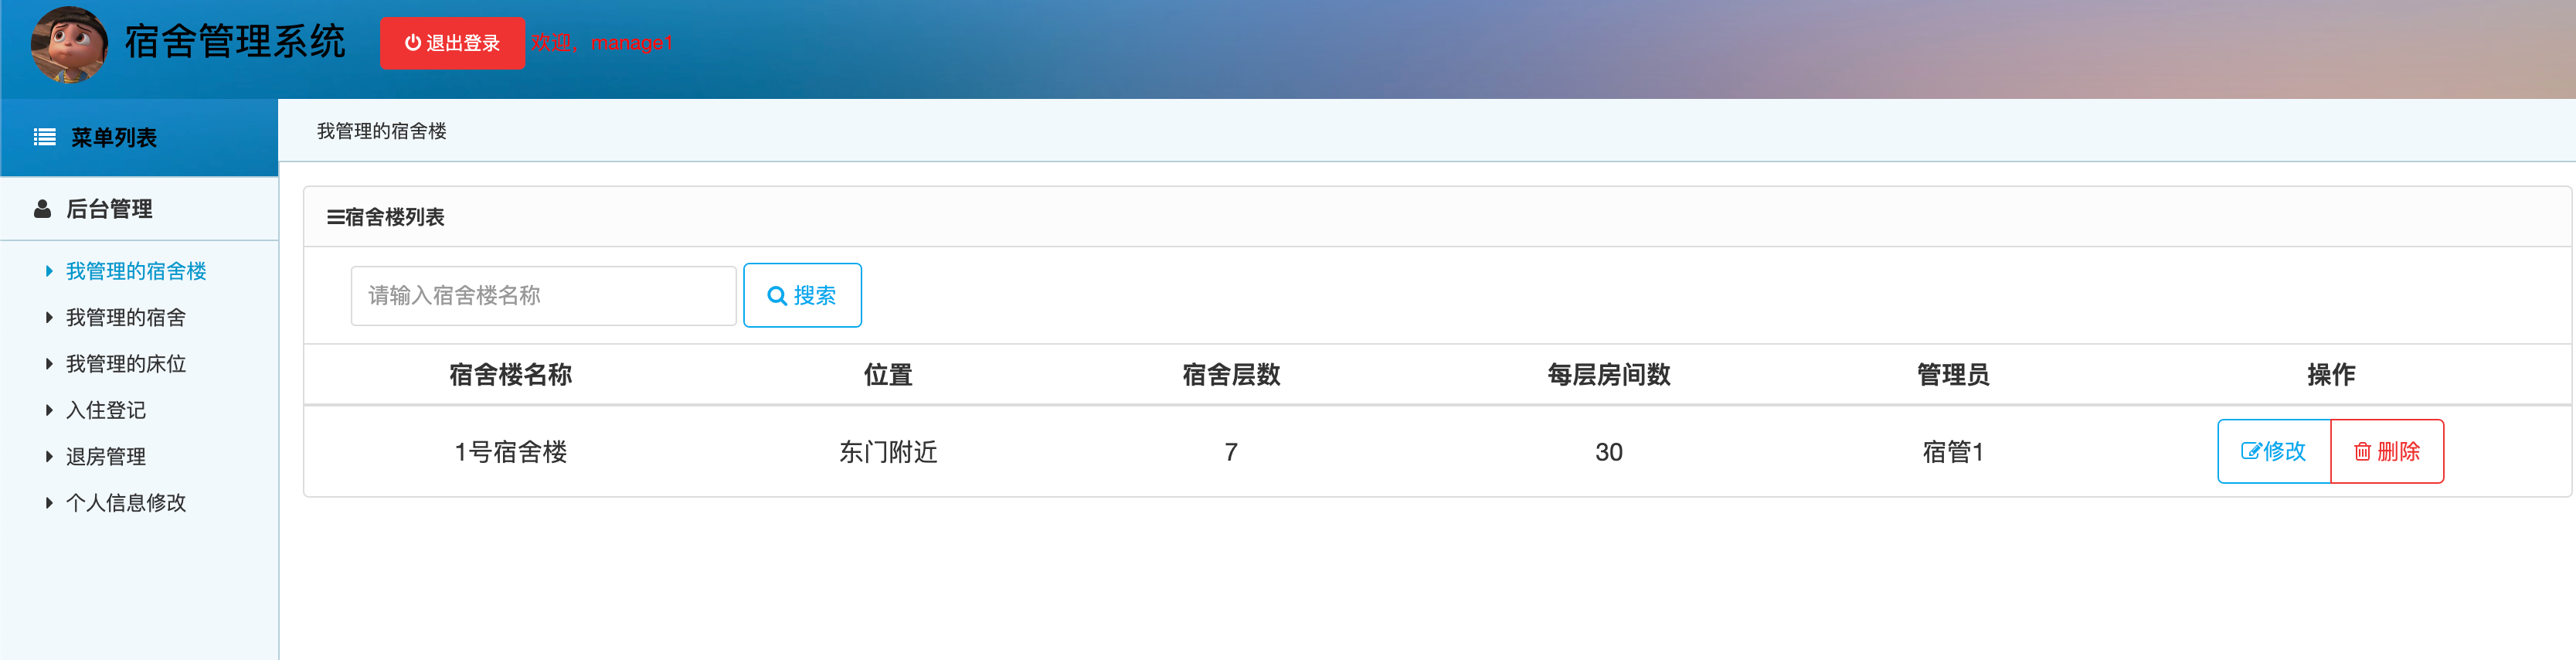 宿舍管理系统
退出登录 欢迎，manage1
菜单列表
我管理的宿舍楼
后台管理
我管理的宿舍楼
我管理的宿舍
我管理的床位
入住登记
退房管理
个人信息修改
宿舍楼列表
请输入宿舍楼名称 搜索
宿舍楼名称 位置 宿舍层数 每层房间数 管理员 操作
1号宿舍楼 东门附近 7 30 宿管1 修改 删除